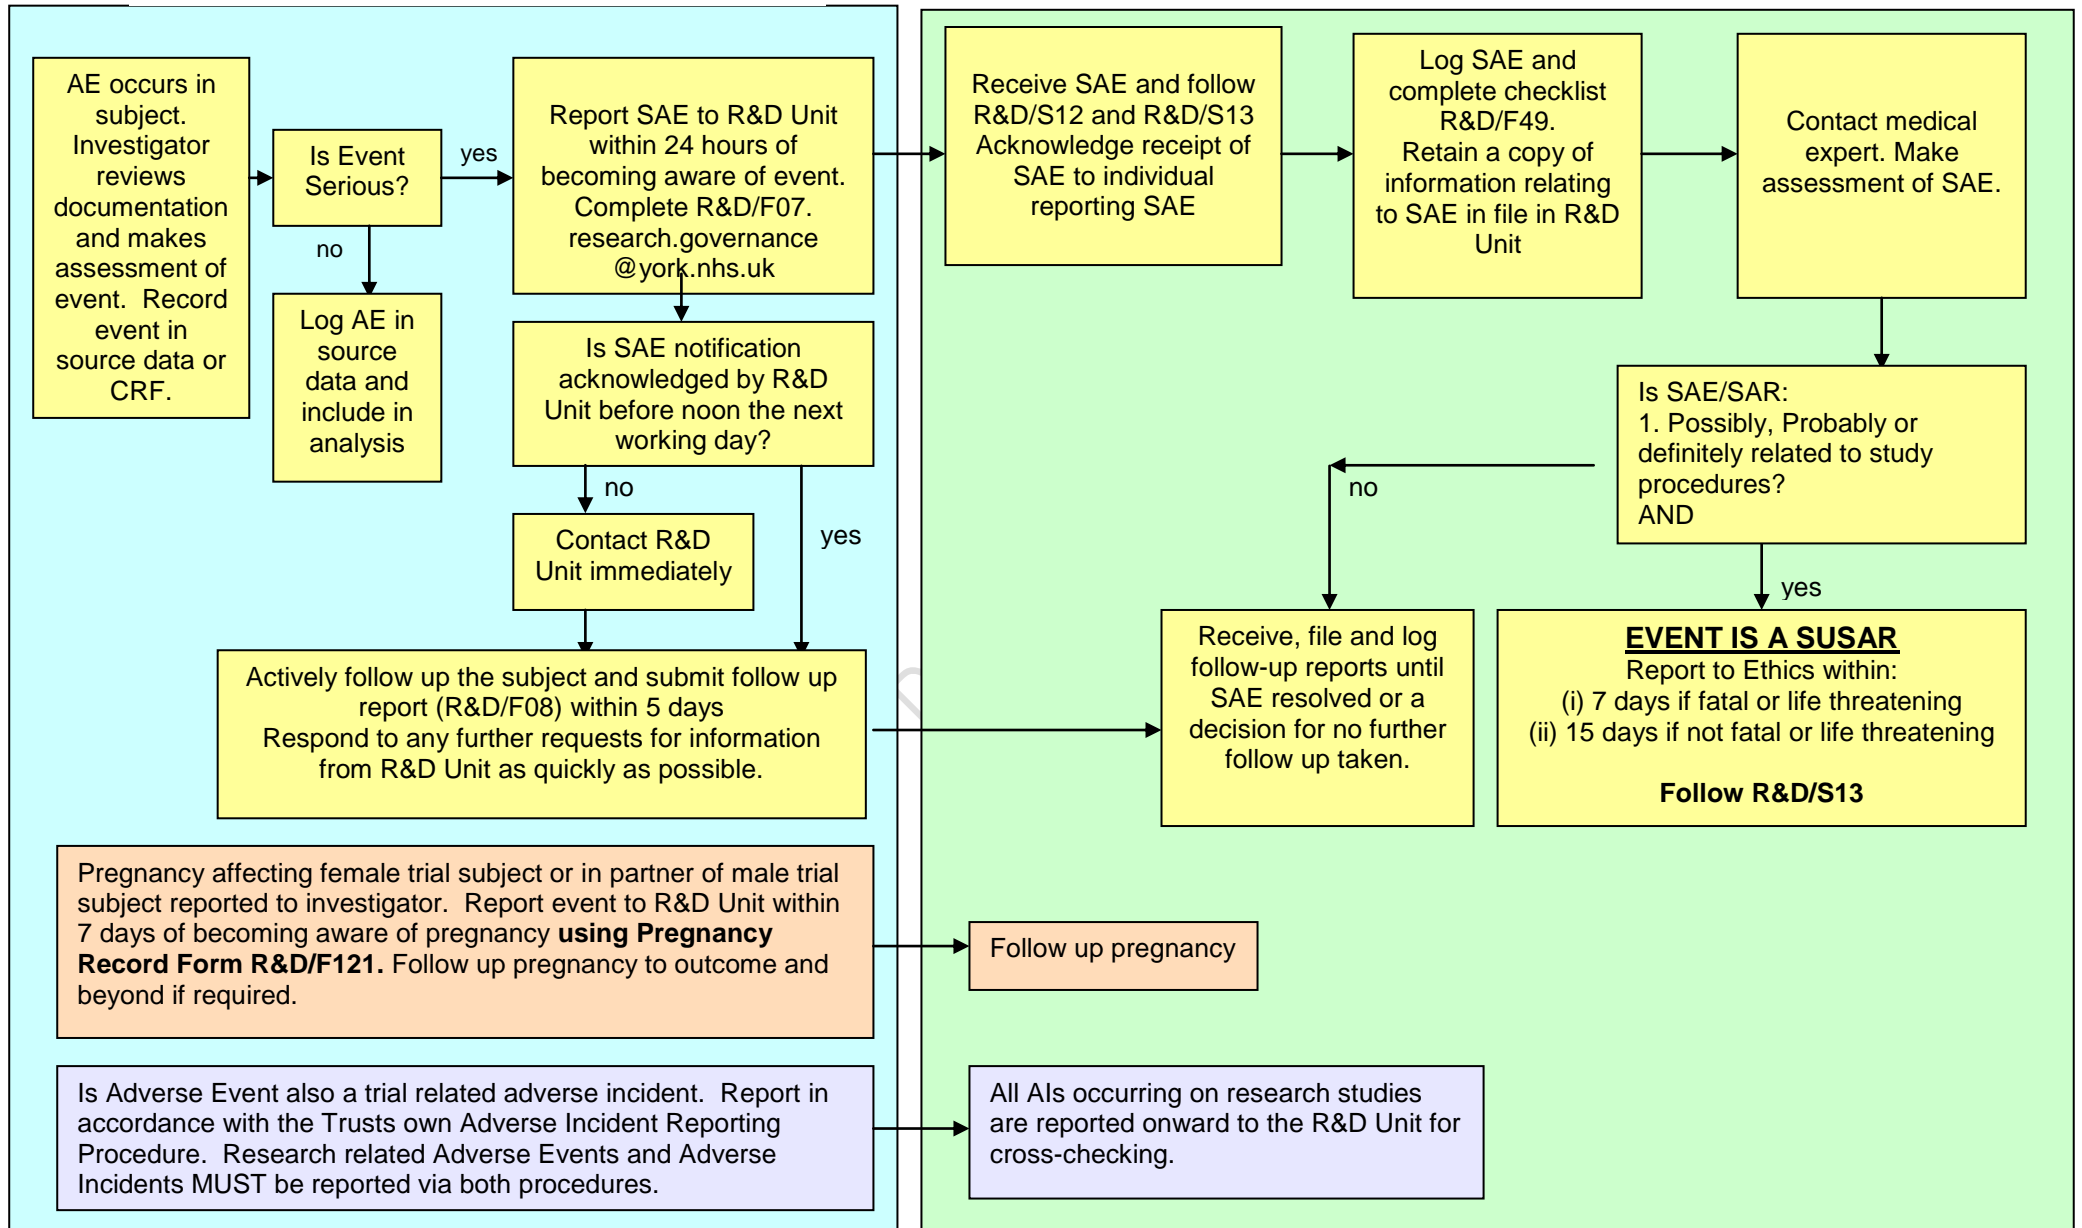 AE occurs in
subject.
Investigator
reviews
documentation
and makes
assessment of
event.  Record
event in
source data or
CRF.
Is Event
Serious?
yes
no
Log AE in
source
data and
include in
analysis
Report SAE to R&D Unit
within 24 hours of
becoming aware of event.
Complete R&D/F07.
research.governance
@york.nhs.uk
Is SAE notification
acknowledged by R&D
Unit before noon the next
working day?
no
yes
Contact R&D
Unit immediately
Actively follow up the subject and submit follow up
report (R&D/F08) within 5 days
Respond to any further requests for information
from R&D Unit as quickly as possible.
Receive SAE and follow
R&D/S12 and R&D/S13
Acknowledge receipt of
SAE to individual
reporting SAE
Log SAE and
complete checklist
R&D/F49.
Retain a copy of
information relating
to SAE in file in R&D
Unit
Contact medical
expert. Make
assessment of SAE.
Is SAE/SAR:
1. Possibly, Probably or
definitely related to study
procedures?
AND
no
yes
Receive, file and log
follow-up reports until
SAE resolved or a
decision for no further
follow up taken.
EVENT IS A SUSAR
Report to Ethics within:
(i) 7 days if fatal or life threatening
(ii) 15 days if not fatal or life threatening
Follow R&D/S13
Pregnancy affecting female trial subject or in partner of male trial
subject reported to investigator.  Report event to R&D Unit within
7 days of becoming aware of pregnancy using Pregnancy
Record Form R&D/F121. Follow up pregnancy to outcome and
beyond if required.
Follow up pregnancy
Is Adverse Event also a trial related adverse incident.  Report in
accordance with the Trusts own Adverse Incident Reporting
Procedure.  Research related Adverse Events and Adverse
Incidents MUST be reported via both procedures.
All AIs occurring on research studies
are reported onward to the R&D Unit for
cross-checking.